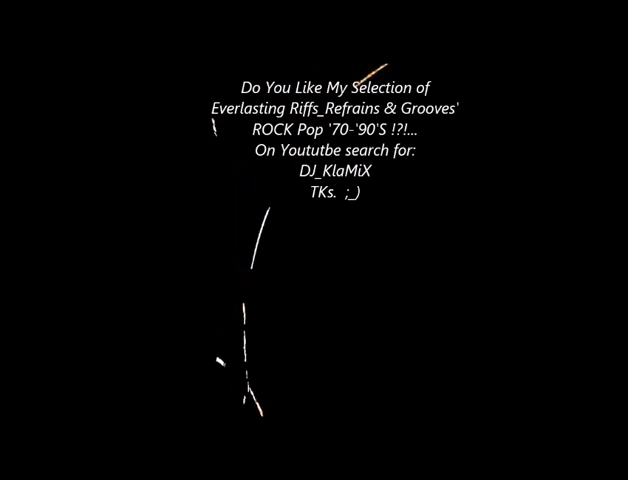 Do You Like My Selection of
Everlasting Riffs_Refrains & Grooves'
ROCK Pop '70-'90'S !?!...
On Yoututbe search for:
DJ_KlaMiX
TKs.  ;_)